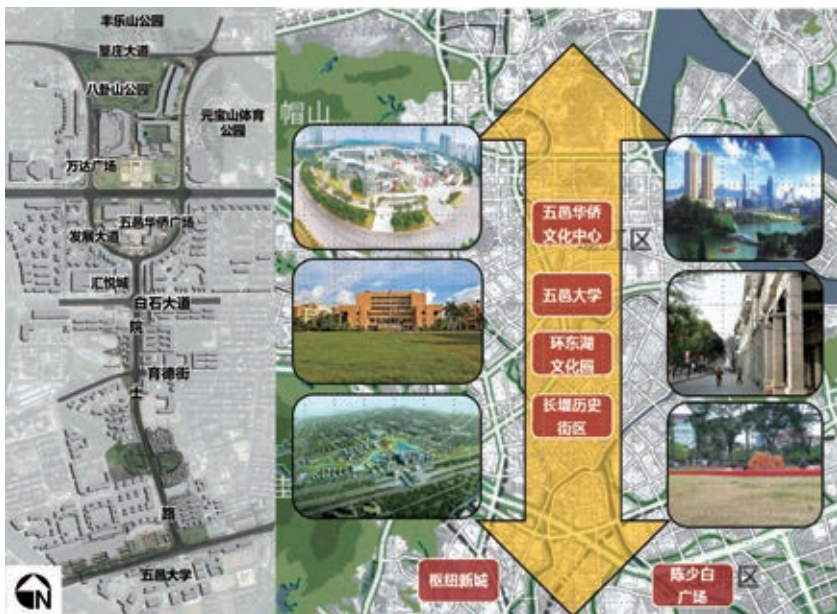 丰乐山公园
堡庄大道
八卦山公园
元宝山体育
公园
万达广场
五邑华侨广场
发展大道
汇悦城
白石大道
院
士
路
育德街
五邑大学
N
帽山
五邑华侨
文化中心
江区
五邑大学
环东湖
文化圈
长堤历史
街区
枢纽新城
陈少白
广场
区